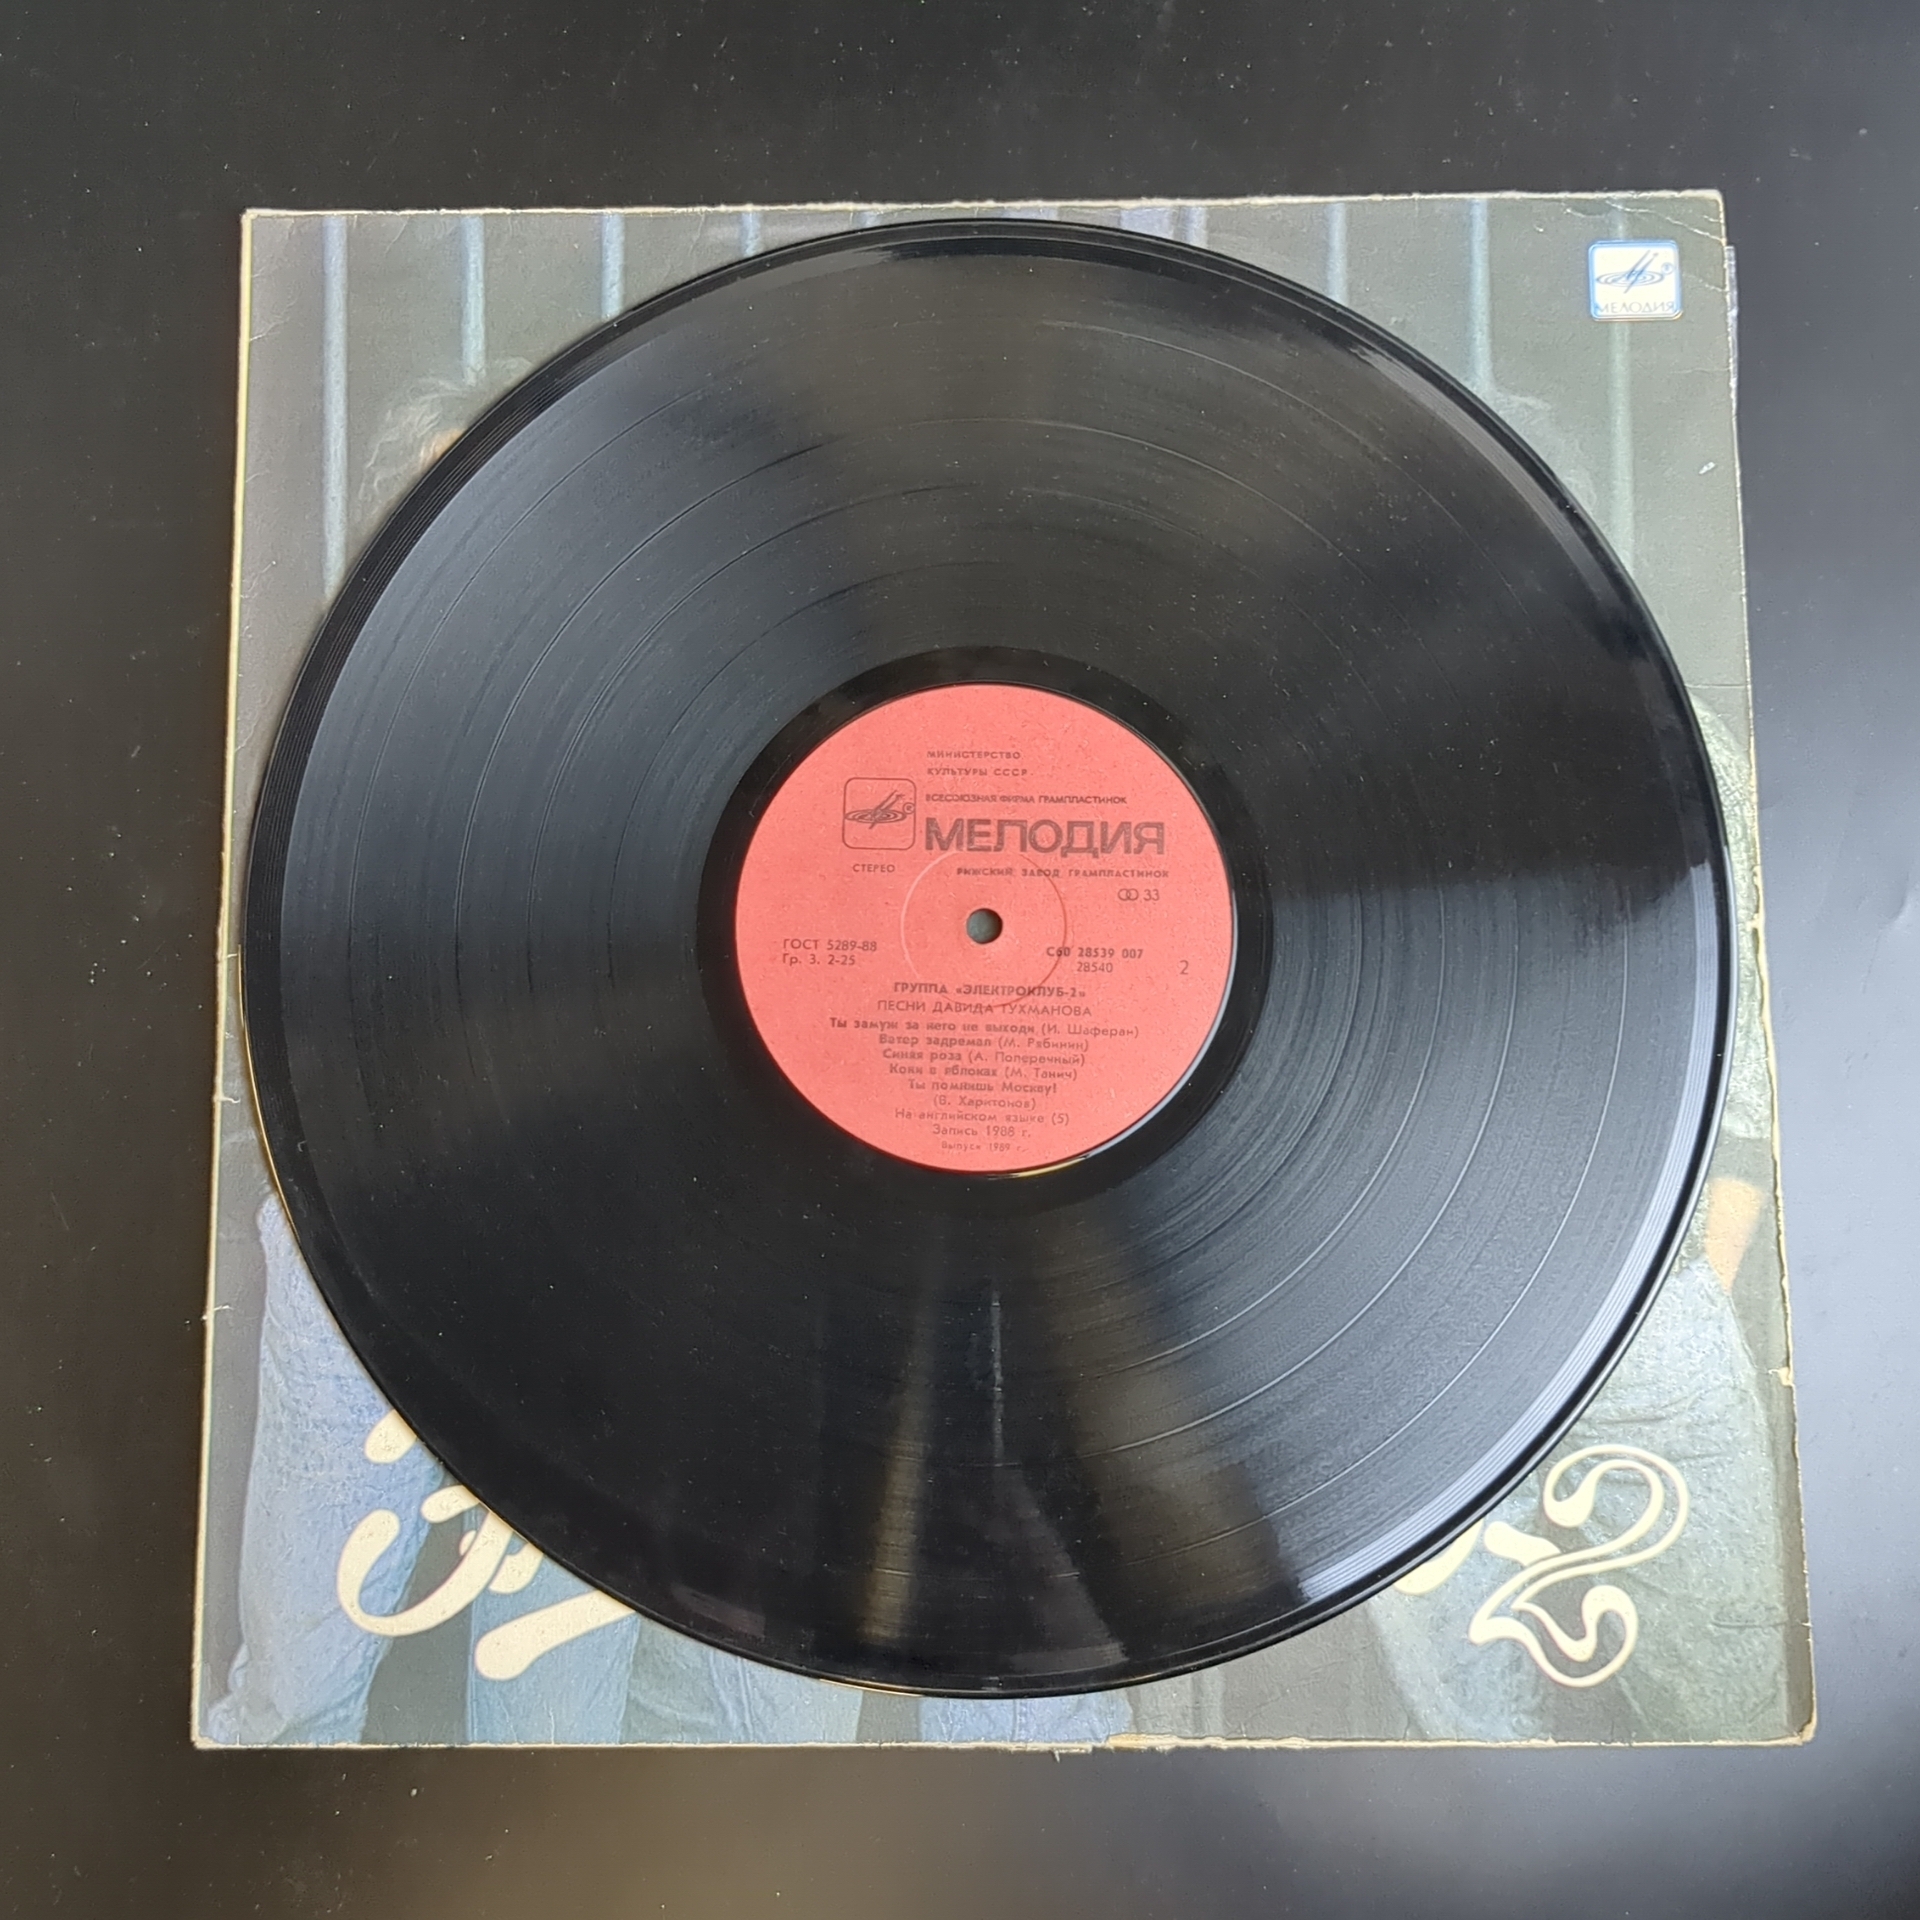 МЕЛОДИЯ
МИНИСТЕРСТВО
КУЛЬТУРЫ СССР
ВСЕСОЮЗНАЯ ФИРМА ГРАМПЛАСТИНОК
МЕЛОДИЯ
СТЕРЕО
РИЖСКИЙ ЗАВОД ГРАМПЛАСТИНОК
33
ГОСТ 5289-88
Гр. 3. 2-25
С60 28539 007
28540
2
ГРУППА «ЭЛЕКТРОКЛУБ-2»
ПЕСНИ ДАВИДА ТУХМАНОВА
Ты замуж за него не выходи (И. Шаферан)
Ветер задремал (М. Рябинин)
Синяя роза (А. Поперечный)
Кони в яблоках (М. Танич)
Ты помнишь Москву!
(В. Харитонов)
На английском языке (5)
Запись 1988 г.
Выпуск 1989 г.
2